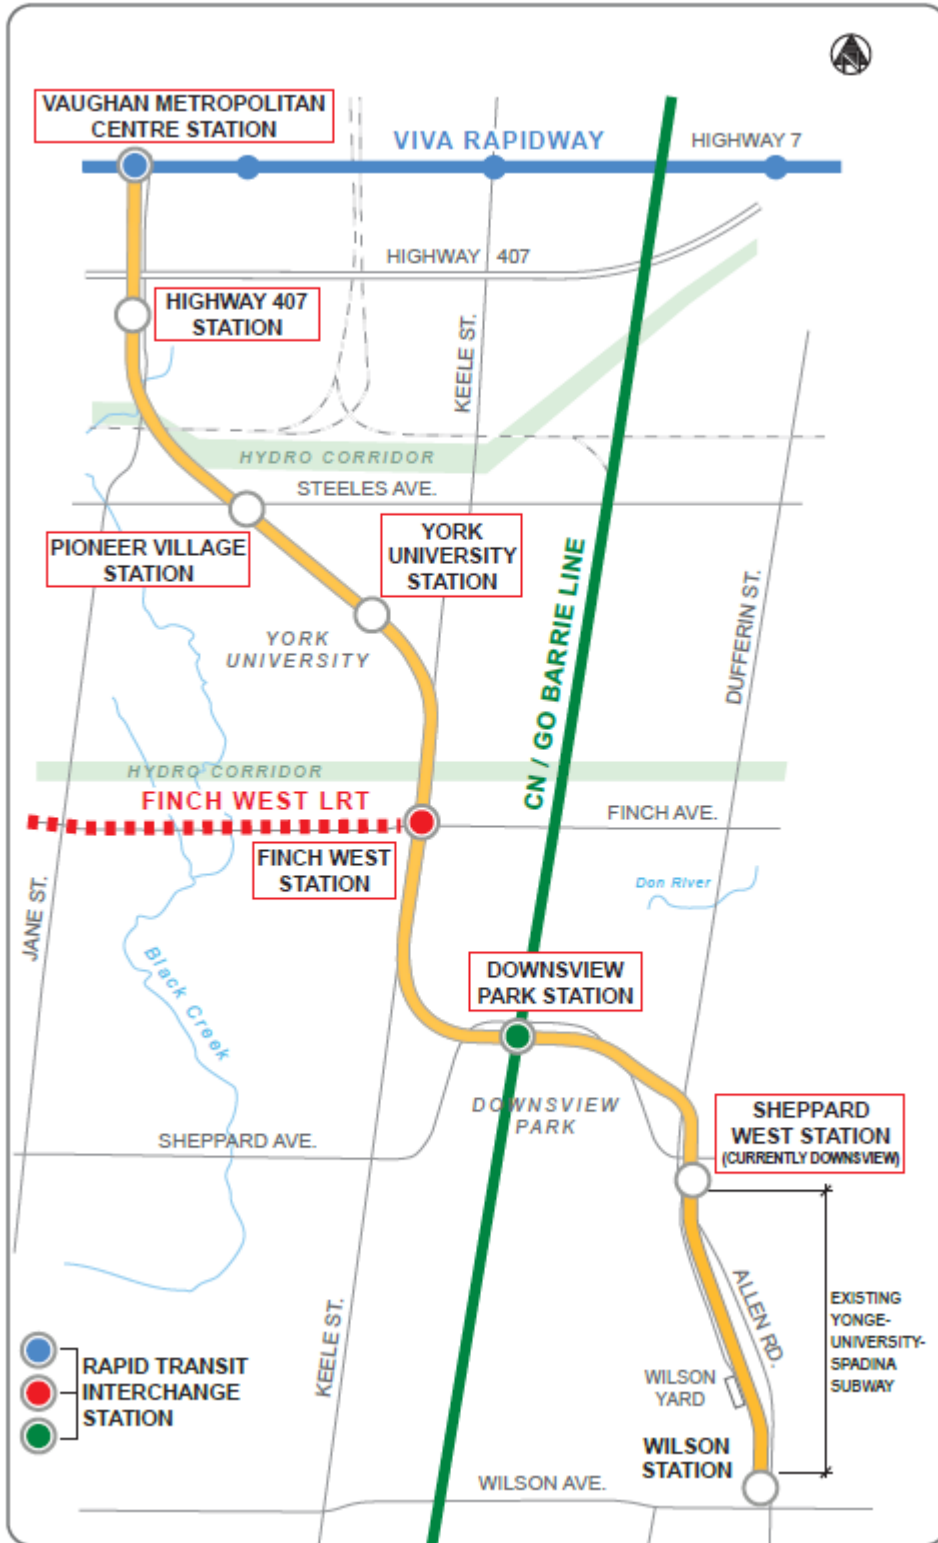 N
VAUGHAN METROPOLITAN
CENTRE STATION
VIVA RAPIDWAY
HIGHWAY 7
HIGHWAY 407
HIGHWAY 407
STATION
KEELE ST.
HYDRO CORRIDOR
STEELES AVE.
PIONEER VILLAGE
STATION
YORK
UNIVERSITY
STATION
YORK
UNIVERSITY
CN / GO BARRIE LINE
DUFFERIN ST.
HYDRO CORRIDOR
FINCH WEST LRT
FINCH AVE.
FINCH WEST
STATION
Don River
JANE ST.
Black Creek
DOWNSVIEW
PARK STATION
DOWNSVIEW
PARK
SHEPPARD AVE.
SHEPPARD
WEST STATION
(CURRENTLY DOWNSVIEW)
ALLEN RD.
EXISTING
YONGE-
UNIVERSITY-
SPADINA
SUBWAY
KEELE ST.
RAPID TRANSIT
INTERCHANGE
STATION
WILSON
YARD
WILSON
STATION
WILSON AVE.